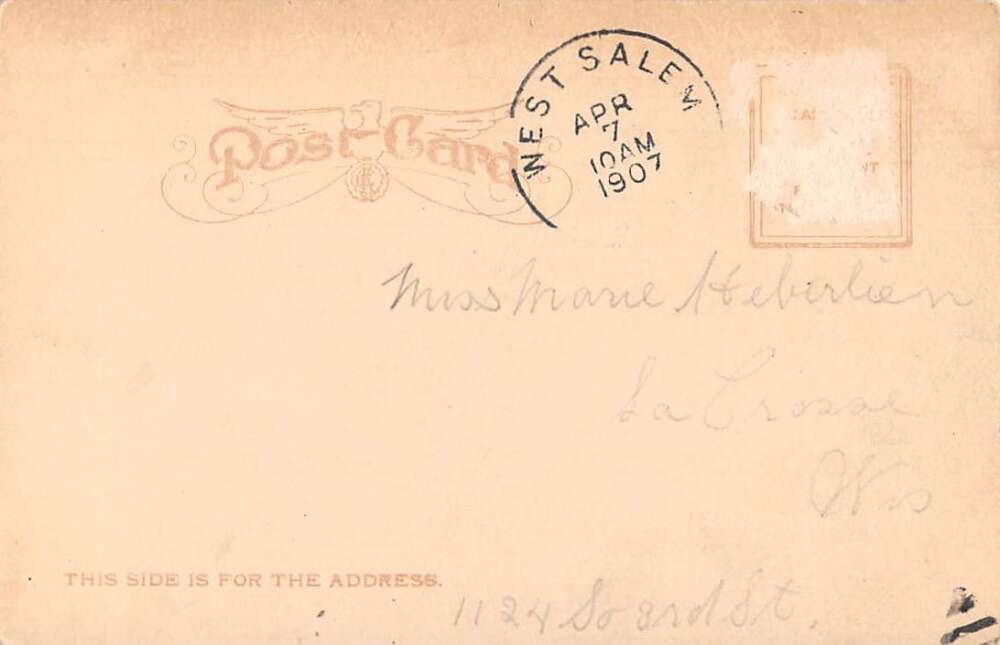 Post Card
WEST SALEM
APR
7
10AM
1907
Miss Marie Heberlien
La Crosse
Wis
THIS SIDE IS FOR THE ADDRESS.
1124 So 3rd St.